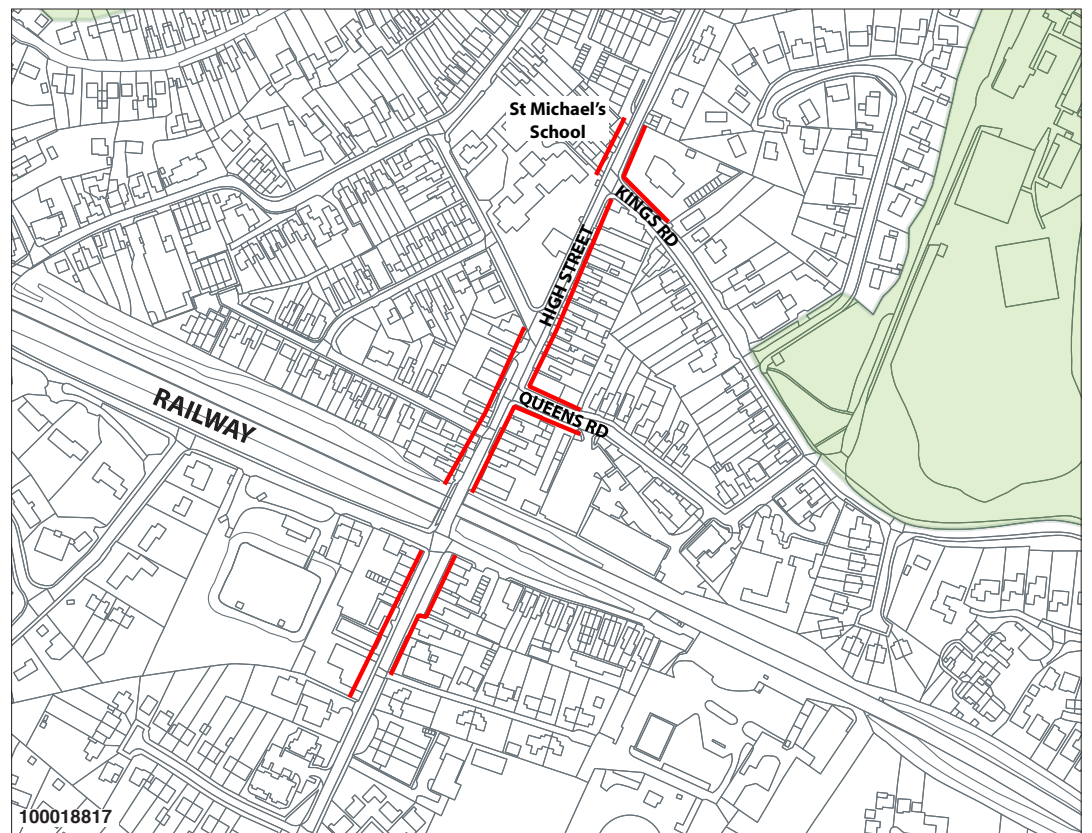 St Michael's
School
KINGS RD
HIGH STREET
QUEENS RD
RAILWAY
100018817